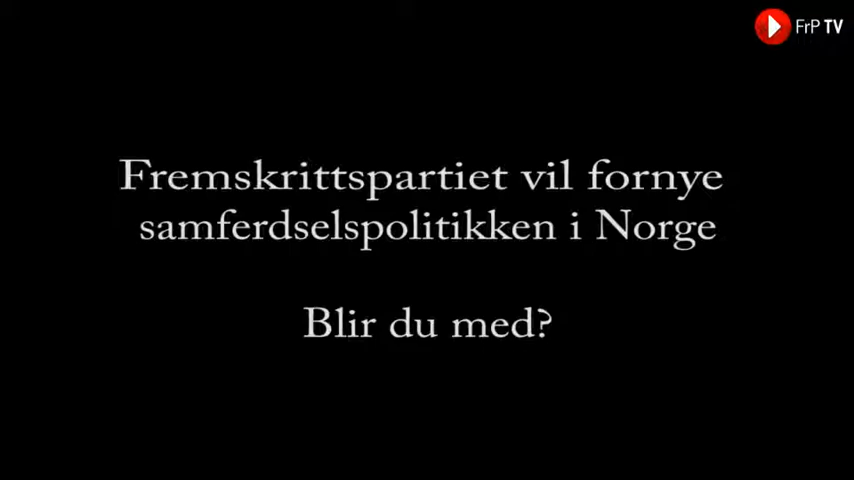 FrP TV
Fremskrittspartiet vil fornye
samferdselspolitikken i Norge
Blir du med?